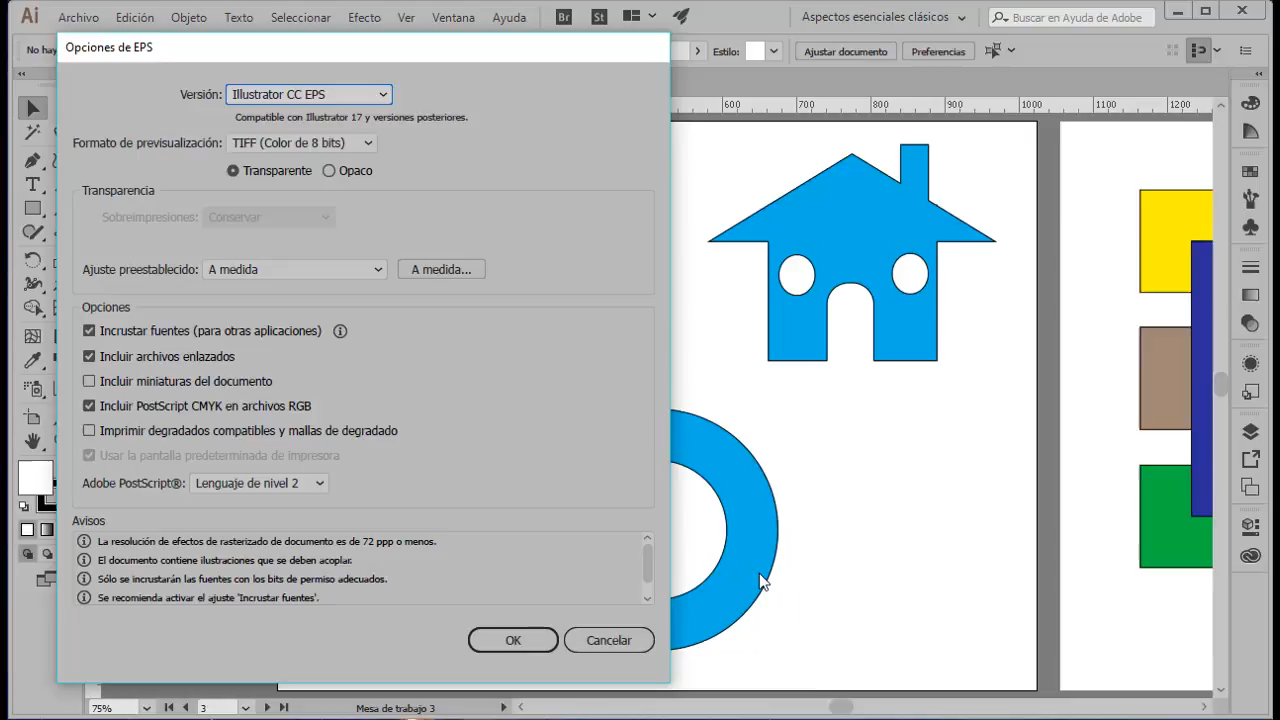 Ai Archivo Edición Objeto Texto Seleccionar Efecto Ver Ventana Ayuda Br St Aspectos esenciales clásicos Buscar en Ayuda de Adobe
No hay Estilo: Ajustar documento Preferencias
Opciones de EPS
600 700 800 900 1000 1100 1200
Versión: Illustrator CC EPS
Compatible con Illustrator 17 y versiones posteriores.
Formato de previsualización: TIFF (Color de 8 bits)
Transparente Opaco
Transparencia
Sobreimpresiones: Conservar
Ajuste preestablecido: A medida A medida...
Opciones
Incrustar fuentes (para otras aplicaciones)
Incluir archivos enlazados
Incluir miniaturas del documento
Incluir PostScript CMYK en archivos RGB
Imprimir degradados compatibles y mallas de degradado
Usar la pantalla predeterminada de impresora
Adobe PostScript®: Lenguaje de nivel 2
Avisos
La resolución de efectos de rasterizado de documento es de 72 ppp o menos.
El documento contiene ilustraciones que se deben acoplar.
Sólo se incrustarán las fuentes con los bits de permiso adecuados.
Se recomienda activar el ajuste 'Incrustar fuentes'.
OK Cancelar
75% 3 Mesa de trabajo 3